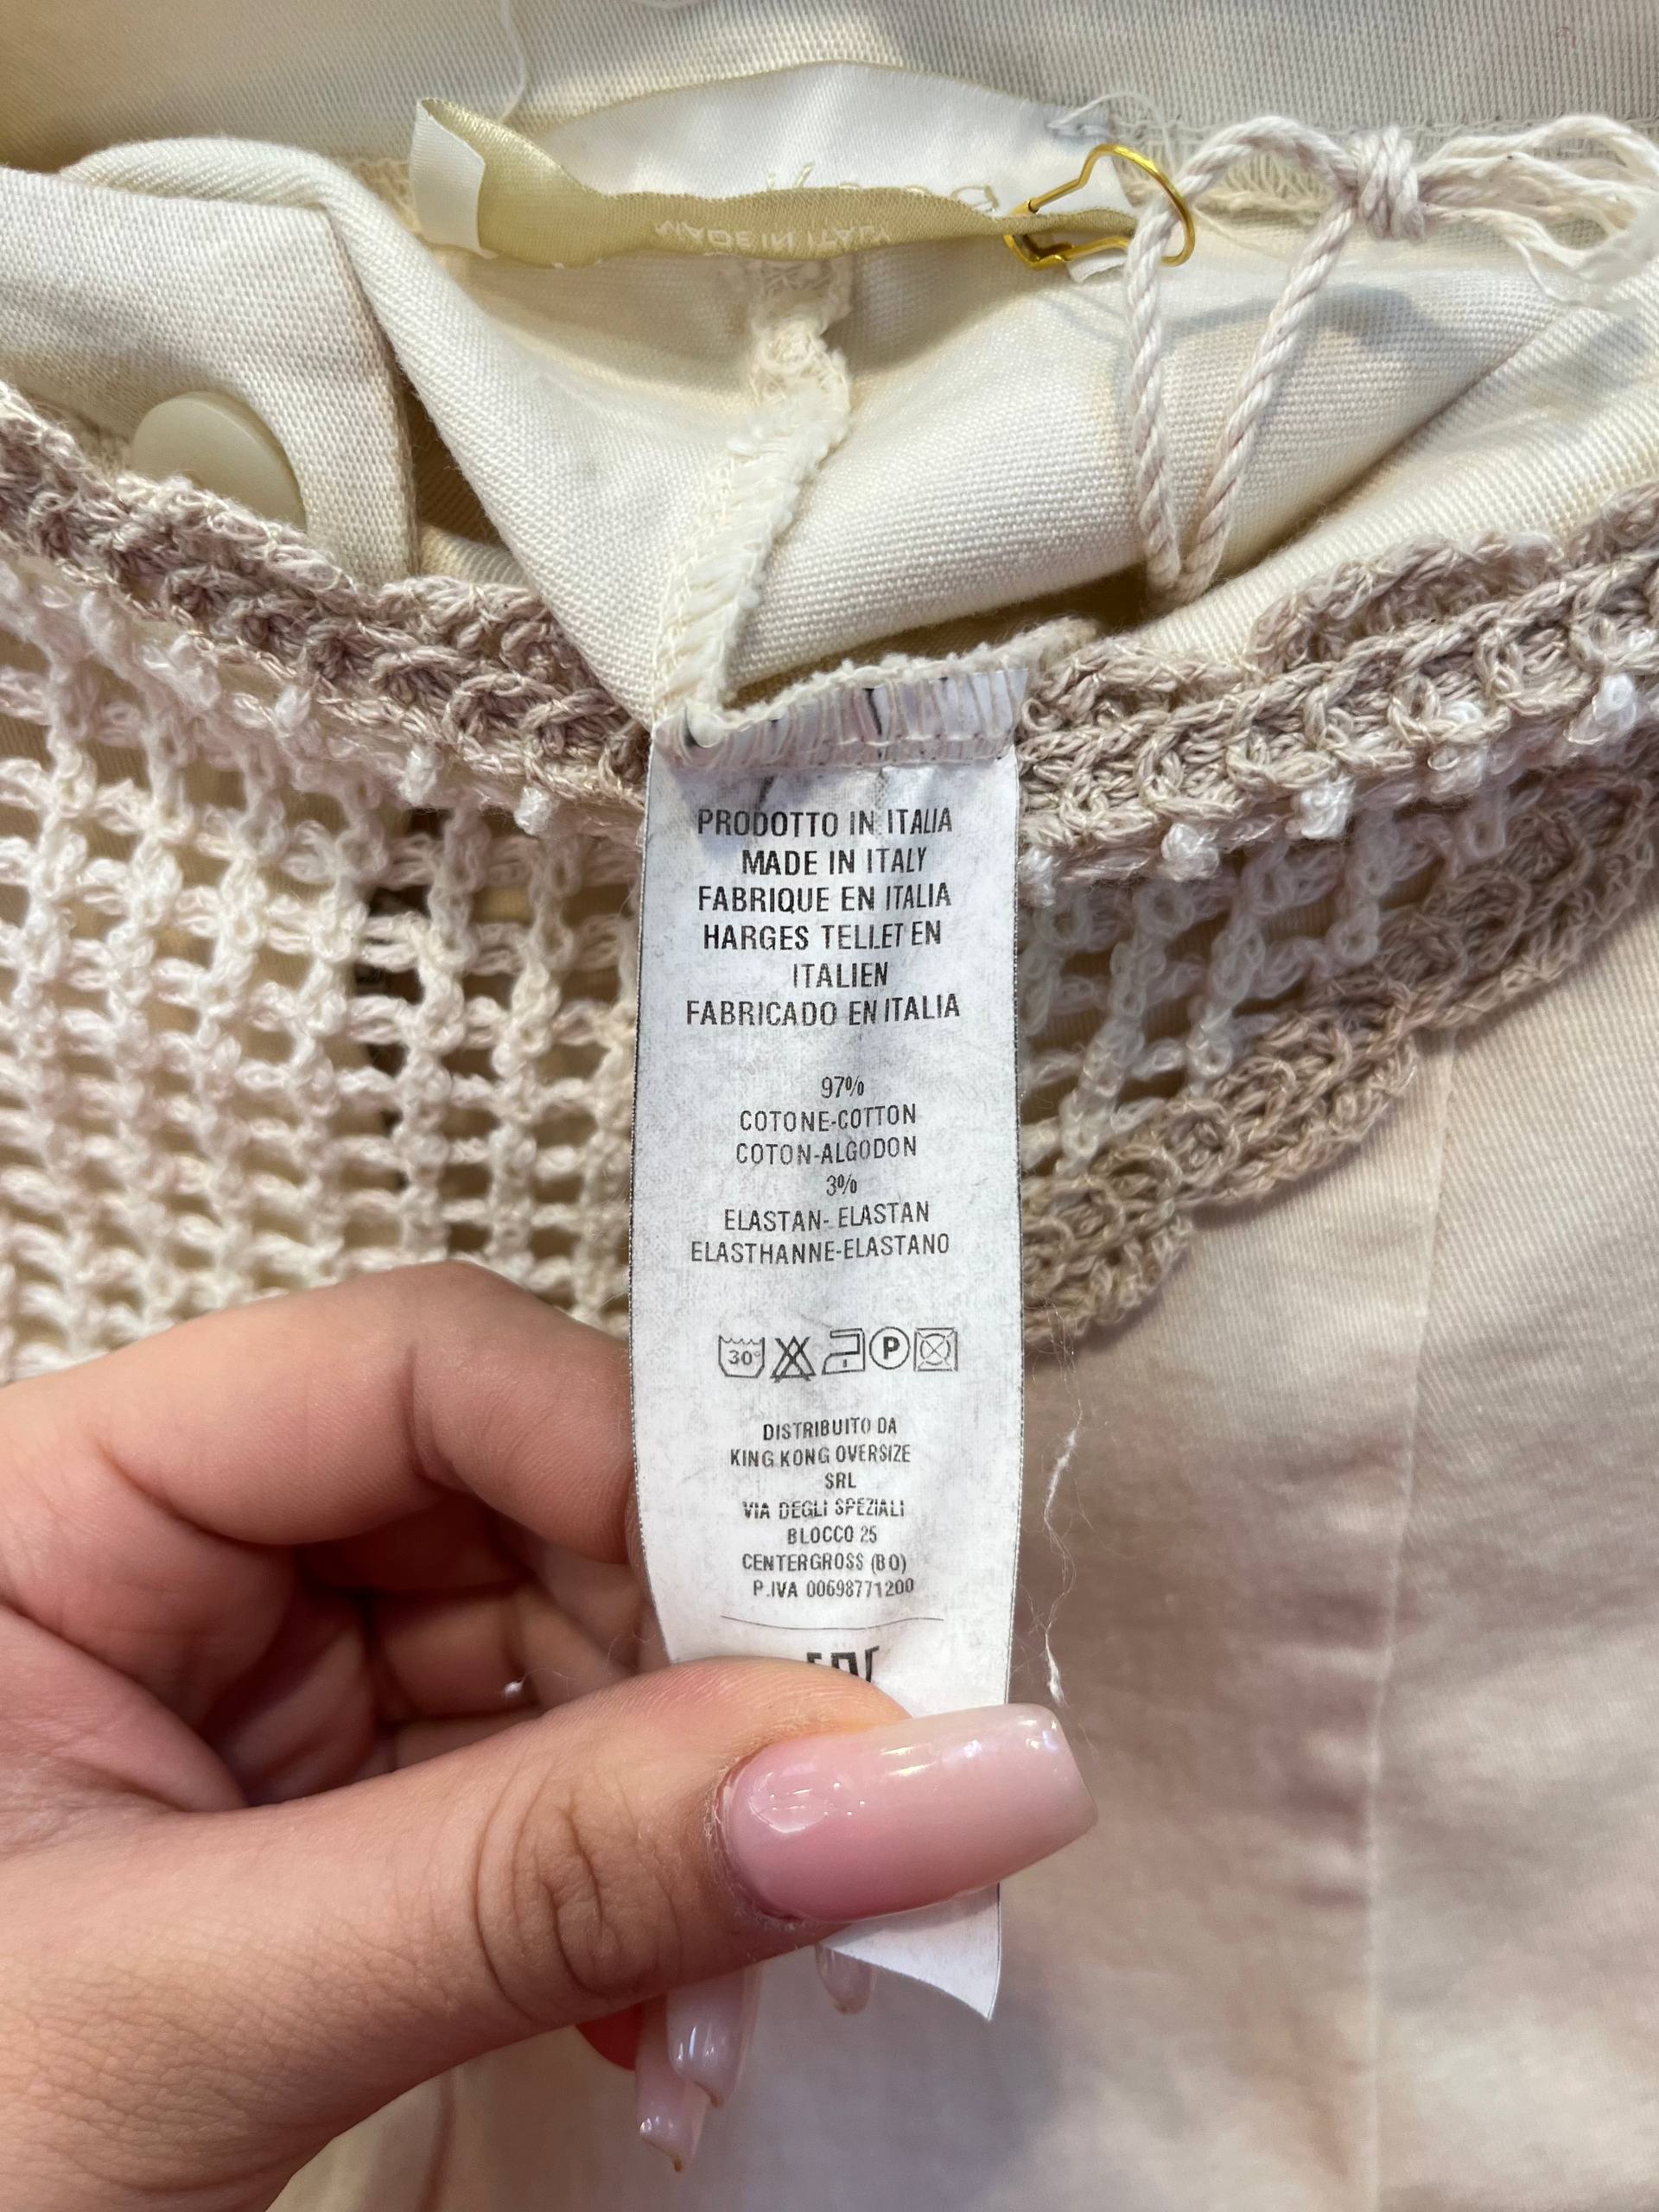 MADE IN ITALY
PRODOTTO IN ITALIA
MADE IN ITALY
FABRIQUE EN ITALIA
HARGES TELLET EN
ITALIEN
FABRICADO EN ITALIA
97%
COTONE-COTTON
COTON-ALGODON
3%
ELASTAN- ELASTAN
ELASTHANNE-ELASTANO
30°
P
DISTRIBUITO DA
KING KONG OVERSIZE
SRL
VIA DEGLI SPEZIALI
BLOCCO 25
CENTERGROSS (BO)
P.IVA 00698771200